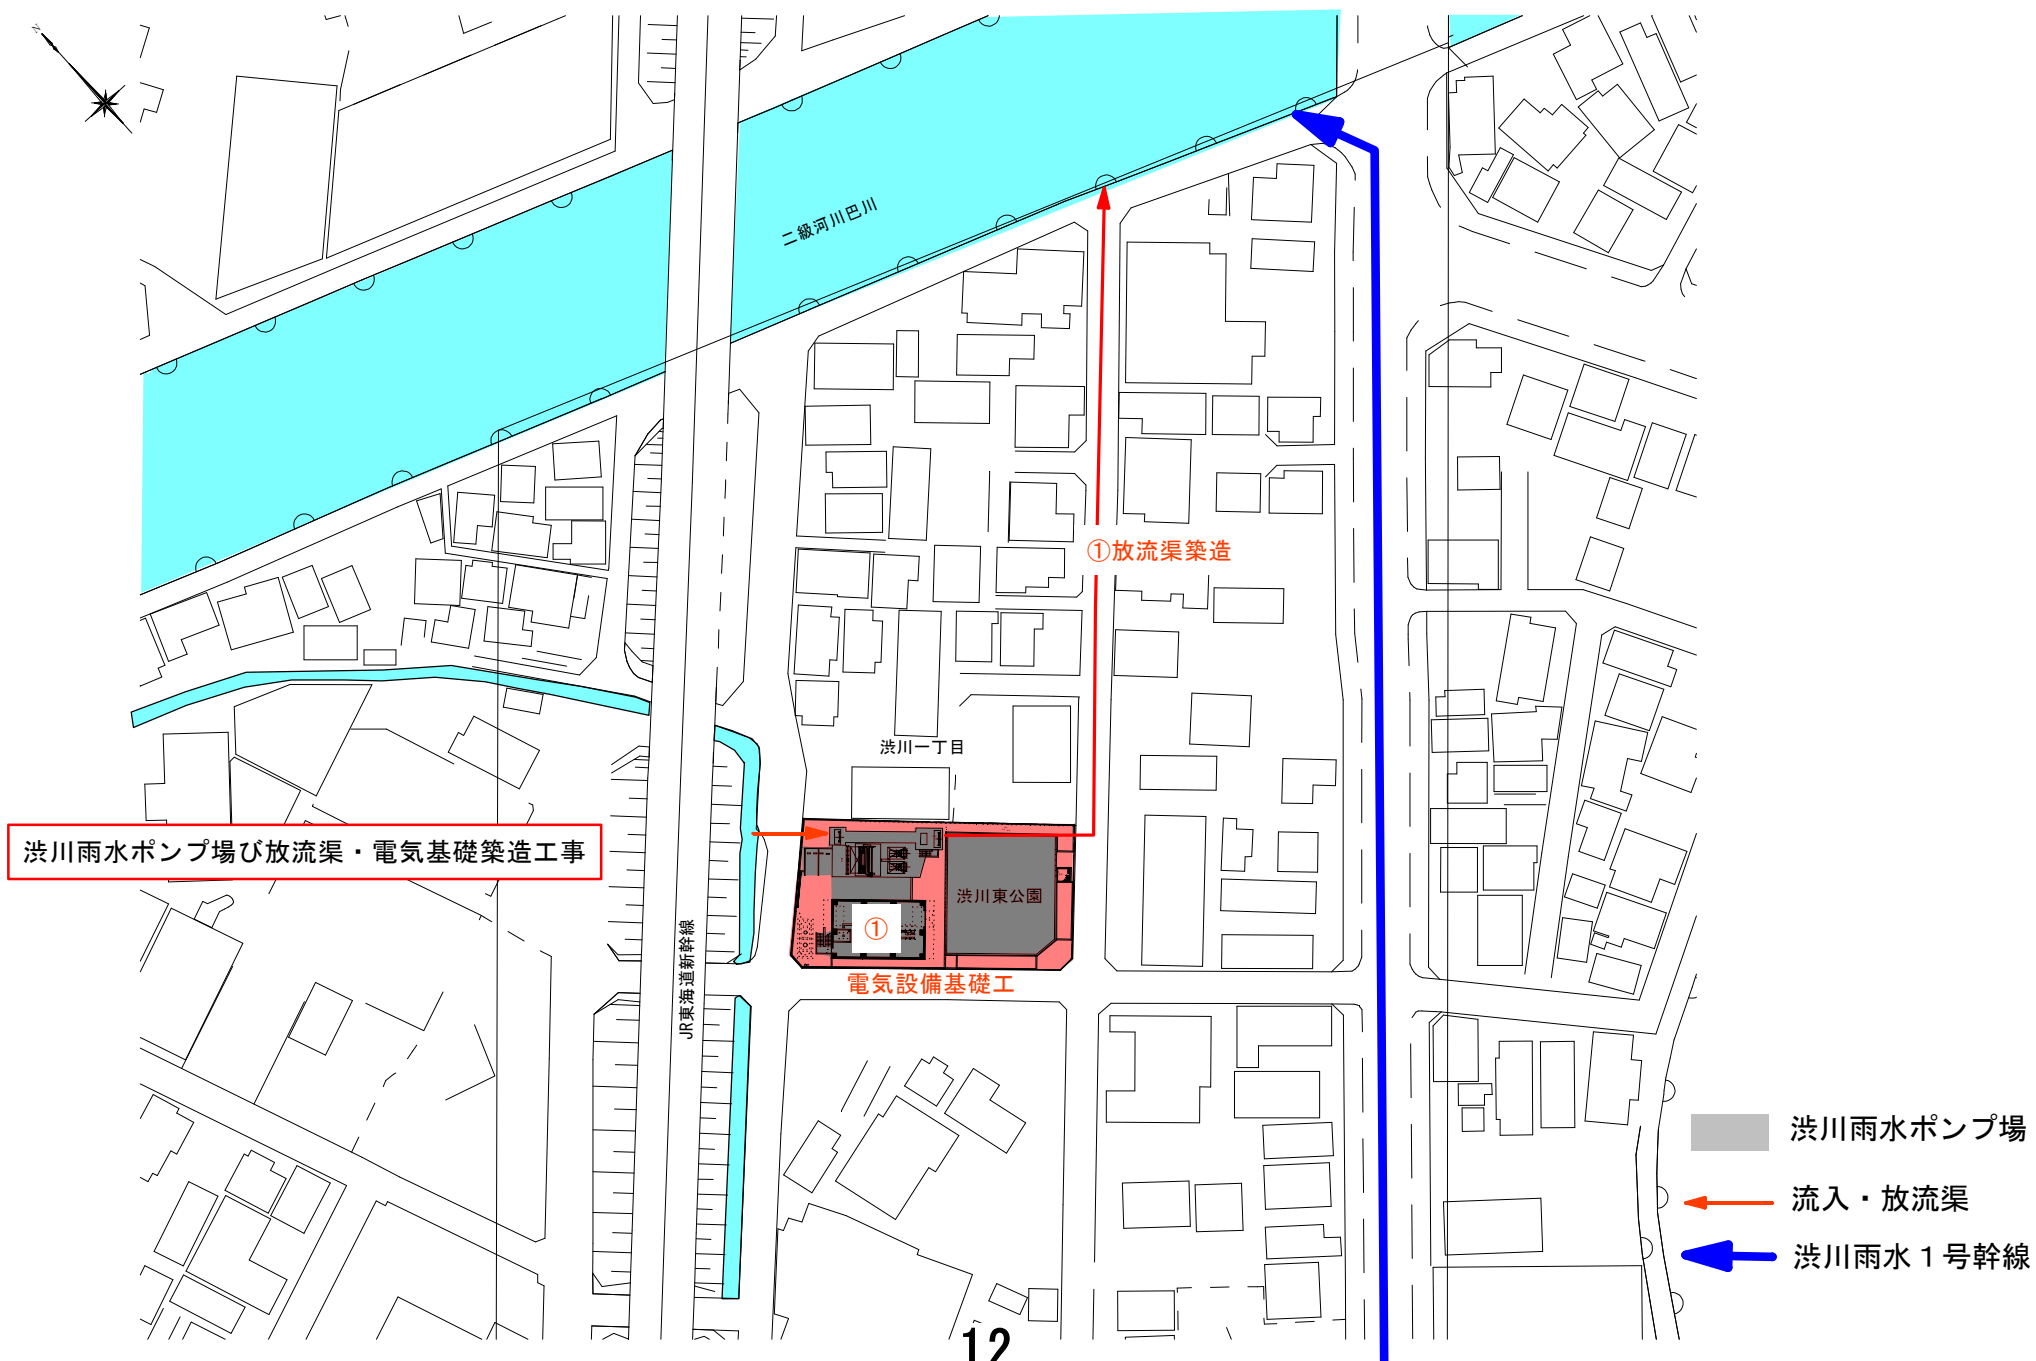 N
二級河川巴川
①放流渠築造
渋川一丁目
渋川雨水ポンプ場び放流渠・電気基礎築造工事
渋川東公園
①
電気設備基礎工
JR東海道新幹線
渋川雨水ポンプ場
流入・放流渠
渋川雨水１号幹線
12